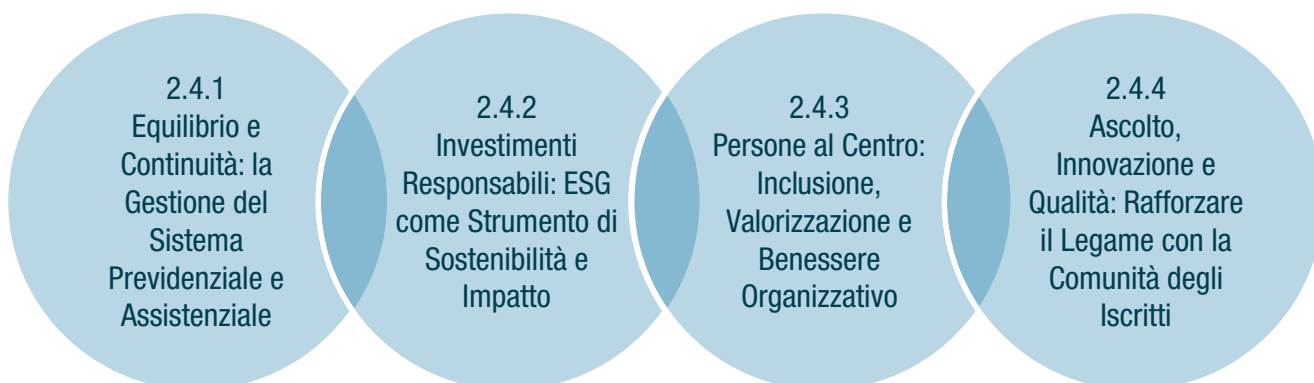 2.4.1
Equilibrio e
Continuità: la
Gestione del
Sistema
Previdenziale e
Assistenziale
2.4.2
Investimenti
Responsabili: ESG
come Strumento di
Sostenibilità e
Impatto
2.4.3
Persone al Centro:
Inclusione,
Valorizzazione e
Benessere
Organizzativo
2.4.4
Ascolto,
Innovazione e
Qualità: Rafforzare
il Legame con la
Comunità degli
Iscritti